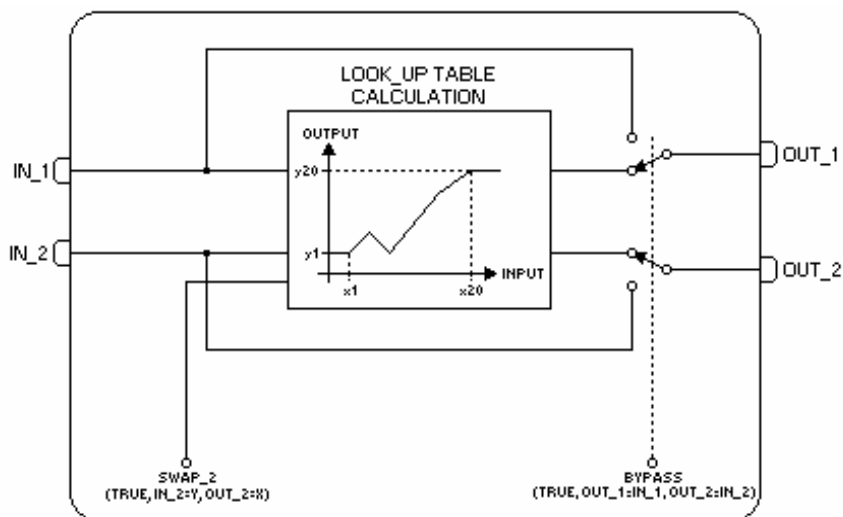 LOOK_UP TABLE
CALCULATION
OUTPUT
y20
y1
x1
x20
INPUT
IN_1
IN_2
OUT_1
OUT_2
SWAP_2
(TRUE, IN_2=Y, OUT_2=X)
BYPASS
(TRUE, OUT_1=IN_1, OUT_2=IN_2)